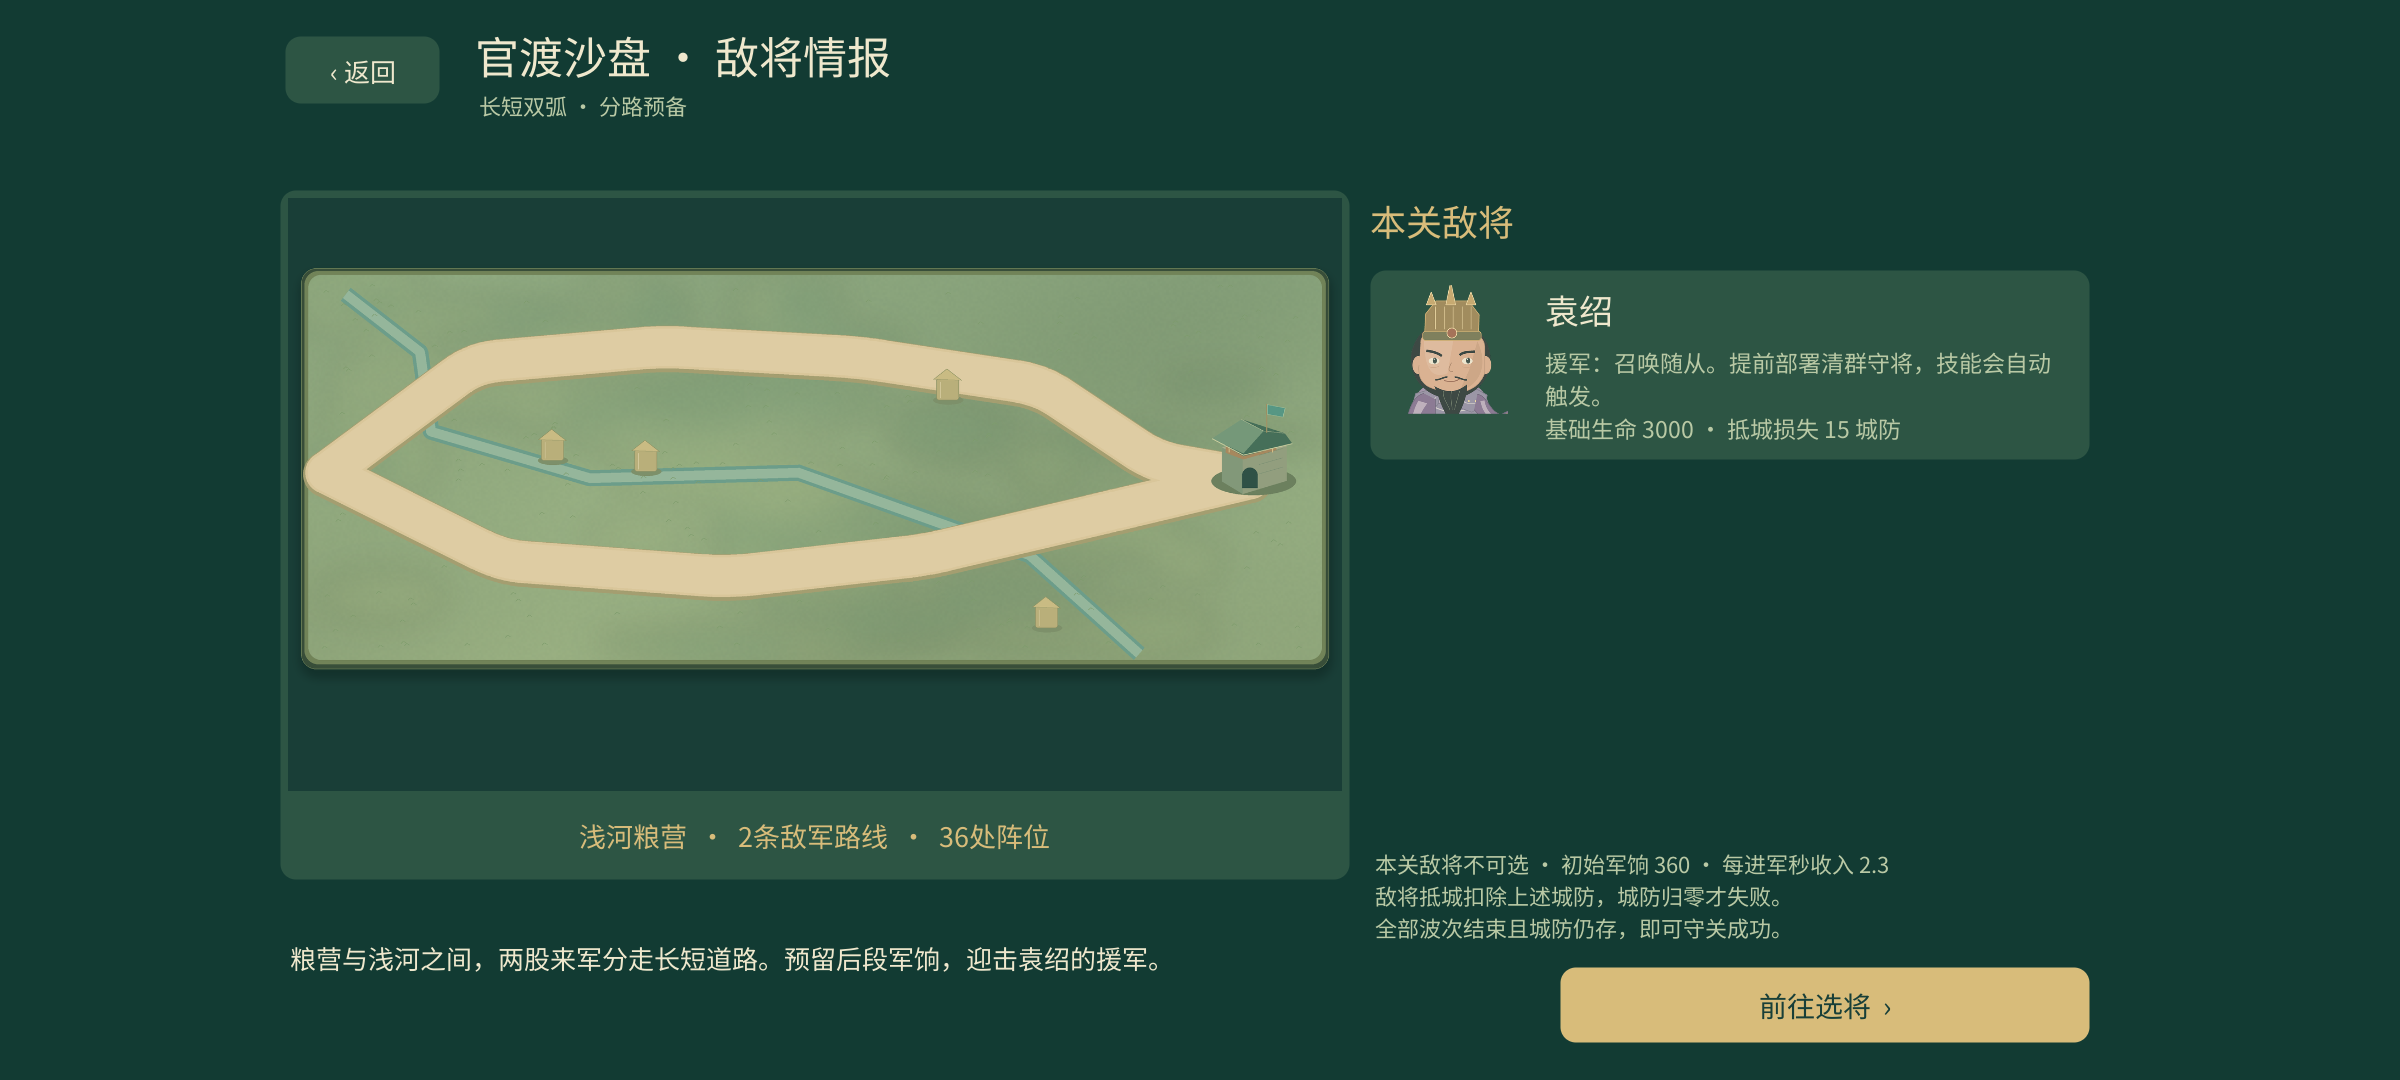 ‹ 返回
官渡沙盘 · 敌将情报
长短双弧 · 分路预备
本关敌将
袁绍
援军：召唤随从。提前部署清群守将，技能会自动
触发。
基础生命 3000 · 抵城损失 15 城防
浅河粮营 · 2条敌军路线 · 36处阵位
粮营与浅河之间，两股来军分走长短道路。预留后段军饷，迎击袁绍的援军。
本关敌将不可选 · 初始军饷 360 · 每进军秒收入 2.3
敌将抵城扣除上述城防，城防归零才失败。
全部波次结束且城防仍存，即可守关成功。
前往选将 ›